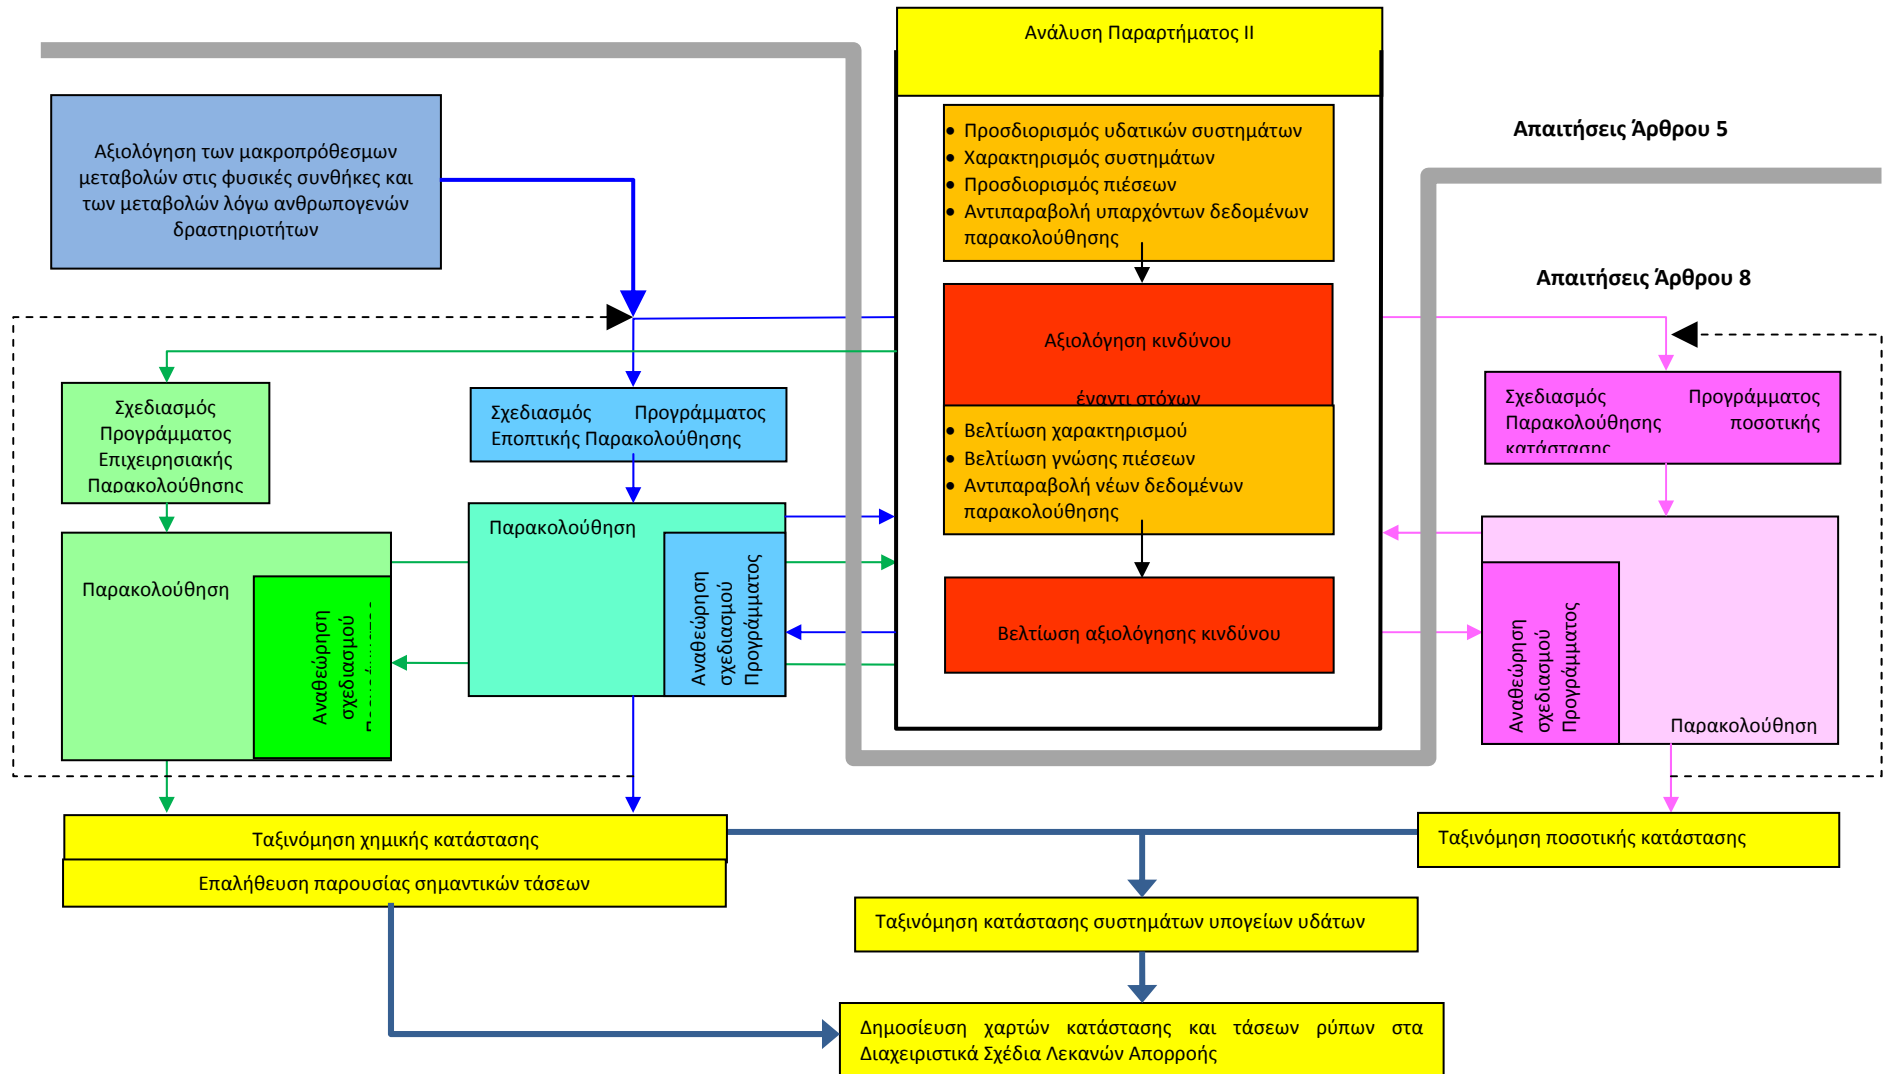 Ανάλυση Παραρτήματος ΙΙ
Αξιολόγηση των μακροπρόθεσμων
μεταβολών στις φυσικές συνθήκες και
των μεταβολών λόγω ανθρωπογενών
δραστηριοτήτων
• Προσδιορισμός υδατικών συστημάτων
• Χαρακτηρισμός συστημάτων
• Προσδιορισμός πιέσεων
• Αντιπαραβολή υπαρχόντων δεδομένων
παρακολούθησης
Απαιτήσεις Άρθρου 5
Απαιτήσεις Άρθρου 8
Αξιολόγηση κινδύνου
έναντι στόχων
• Βελτίωση χαρακτηρισμού
• Βελτίωση γνώσης πιέσεων
• Αντιπαραβολή νέων δεδομένων
παρακολούθησης
Βελτίωση αξιολόγησης κινδύνου
Σχεδιασμός
Προγράμματος
Επιχειρησιακής
Παρακολούθησης
Σχεδιασμός Προγράμματος
Εποπτικής Παρακολούθησης
Σχεδιασμός Προγράμματος
Παρακολούθησης ποσοτικής
κατάστασης
Παρακολούθηση
Αναθεώρηση
σχεδιασμού
Παρακολούθηση
Αναθεώρηση
σχεδιασμού
Προγράμματος
Αναθεώρηση
σχεδιασμού
Προγράμματος
Παρακολούθηση
Ταξινόμηση χημικής κατάστασης
Επαλήθευση παρουσίας σημαντικών τάσεων
Ταξινόμηση ποσοτικής κατάστασης
Ταξινόμηση κατάστασης συστημάτων υπογείων υδάτων
Δημοσίευση χαρτών κατάστασης και τάσεων ρύπων στα
Διαχειριστικά Σχέδια Λεκανών Απορροής